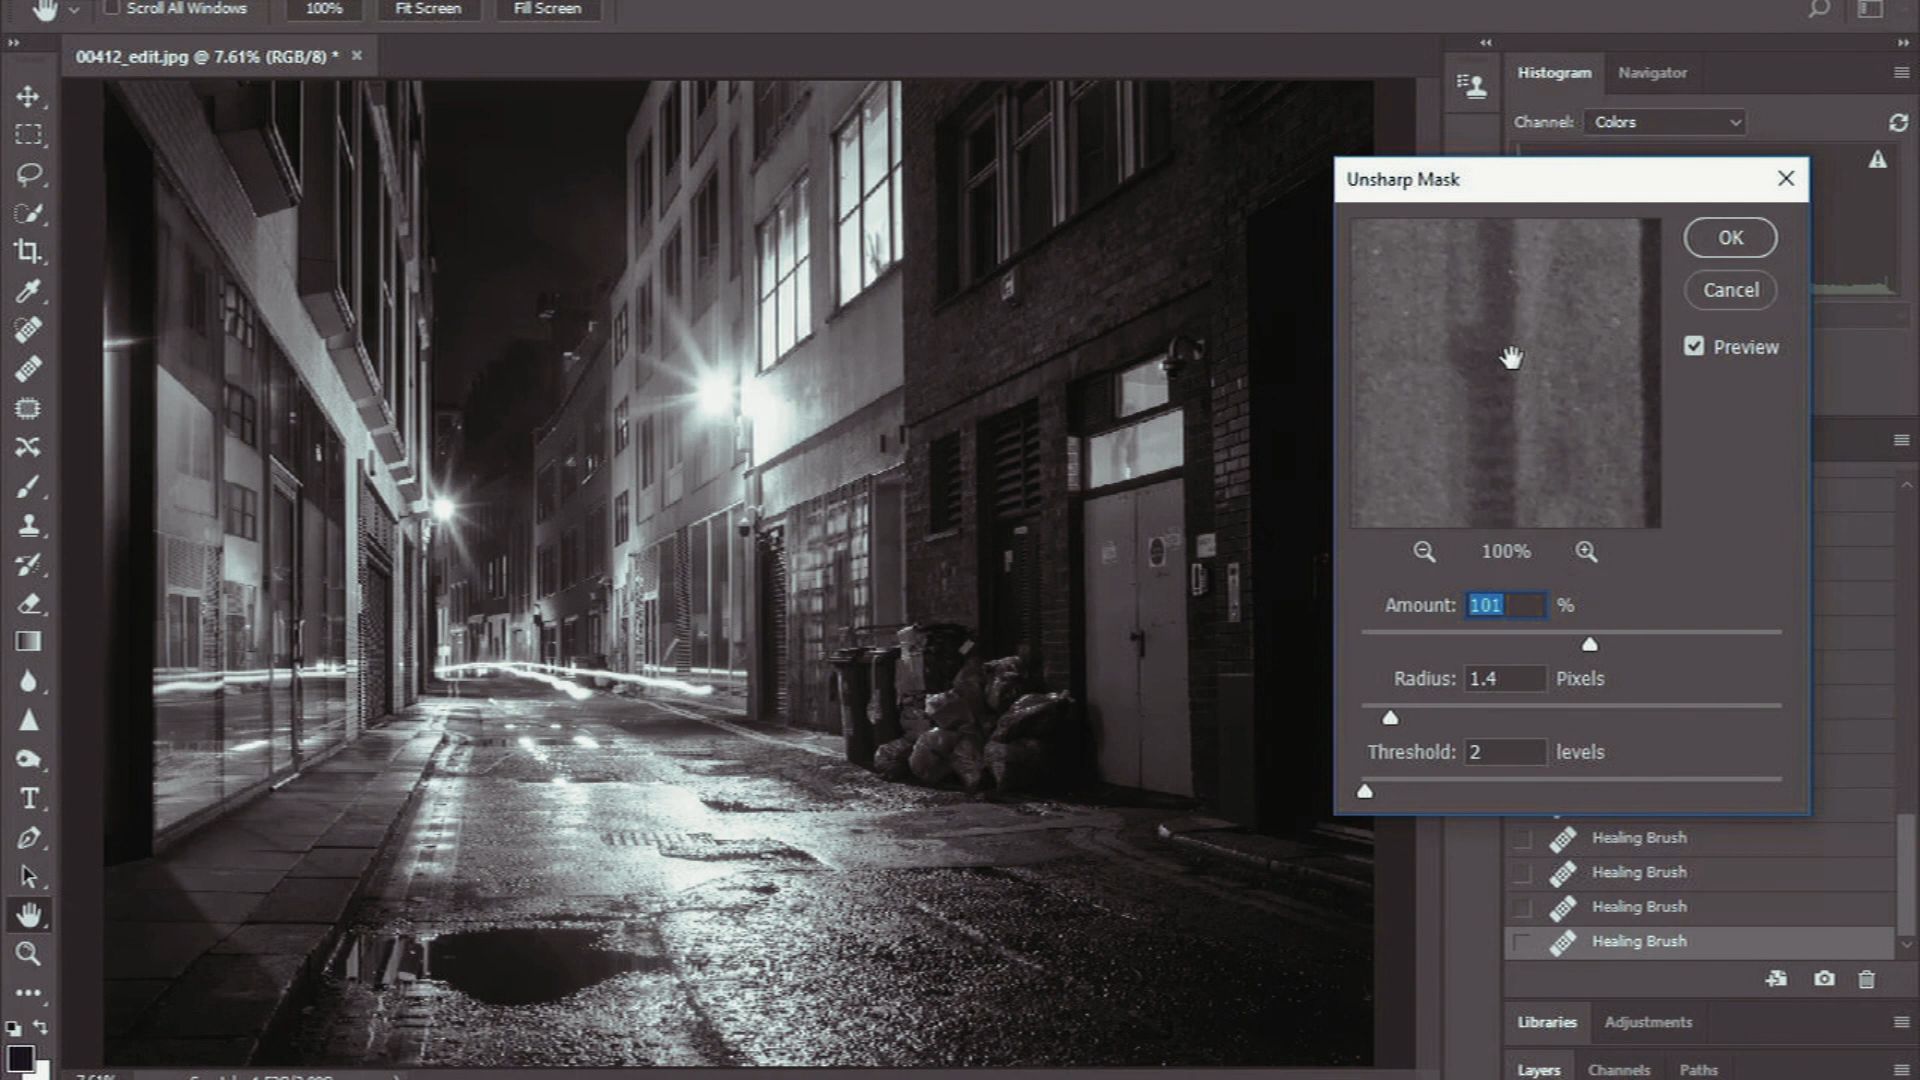 Scroll All Windows 100% Fit Screen Fill Screen
00412_edit.jpg @ 7.61% (RGB/8) *
Histogram Navigator
Channel: Colors
Unsharp Mask
OK
Cancel
Preview
100%
Amount: 101 %
Radius: 1.4 Pixels
Threshold: 2 levels
Healing Brush
Healing Brush
Healing Brush
Healing Brush
Libraries Adjustments
Layers Channels Paths
7.61%